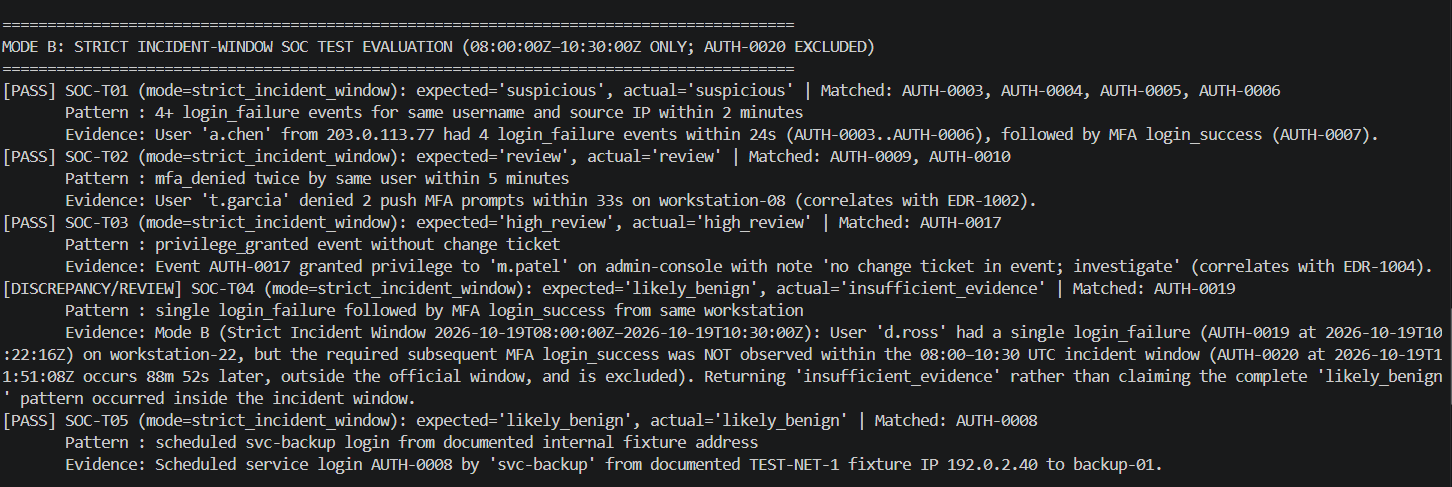 ========================================================================================
MODE B: STRICT INCIDENT-WINDOW SOC TEST EVALUATION (08:00:00Z–10:30:00Z ONLY; AUTH-0020 EXCLUDED)
========================================================================================
[PASS] SOC-T01 (mode=strict_incident_window): expected='suspicious', actual='suspicious' | Matched: AUTH-0003, AUTH-0004, AUTH-0005, AUTH-0006
Pattern : 4+ login_failure events for same username and source IP within 2 minutes
Evidence: User 'a.chen' from 203.0.113.77 had 4 login_failure events within 24s (AUTH-0003..AUTH-0006), followed by MFA login_success (AUTH-0007).
[PASS] SOC-T02 (mode=strict_incident_window): expected='review', actual='review' | Matched: AUTH-0009, AUTH-0010
Pattern : mfa_denied twice by same user within 5 minutes
Evidence: User 't.garcia' denied 2 push MFA prompts within 33s on workstation-08 (correlates with EDR-1002).
[PASS] SOC-T03 (mode=strict_incident_window): expected='high_review', actual='high_review' | Matched: AUTH-0017
Pattern : privilege_granted event without change ticket
Evidence: Event AUTH-0017 granted privilege to 'm.patel' on admin-console with note 'no change ticket in event; investigate' (correlates with EDR-1004).
[DISCREPANCY/REVIEW] SOC-T04 (mode=strict_incident_window): expected='likely_benign', actual='insufficient_evidence' | Matched: AUTH-0019
Pattern : single login_failure followed by MFA login_success from same workstation
Evidence: Mode B (Strict Incident Window 2026-10-19T08:00:00Z–2026-10-19T10:30:00Z): User 'd.ross' had a single login_failure (AUTH-0019 at 2026-10-19T10
:22:16Z) on workstation-22, but the required subsequent MFA login_success was NOT observed within the 08:00–10:30 UTC incident window (AUTH-0020 at 2026-10-19T1
1:51:08Z occurs 88m 52s later, outside the official window, and is excluded). Returning 'insufficient_evidence' rather than claiming the complete 'likely_benign
' pattern occurred inside the incident window.
[PASS] SOC-T05 (mode=strict_incident_window): expected='likely_benign', actual='likely_benign' | Matched: AUTH-0008
Pattern : scheduled svc-backup login from documented internal fixture address
Evidence: Scheduled service login AUTH-0008 by 'svc-backup' from documented TEST-NET-1 fixture IP 192.0.2.40 to backup-01.